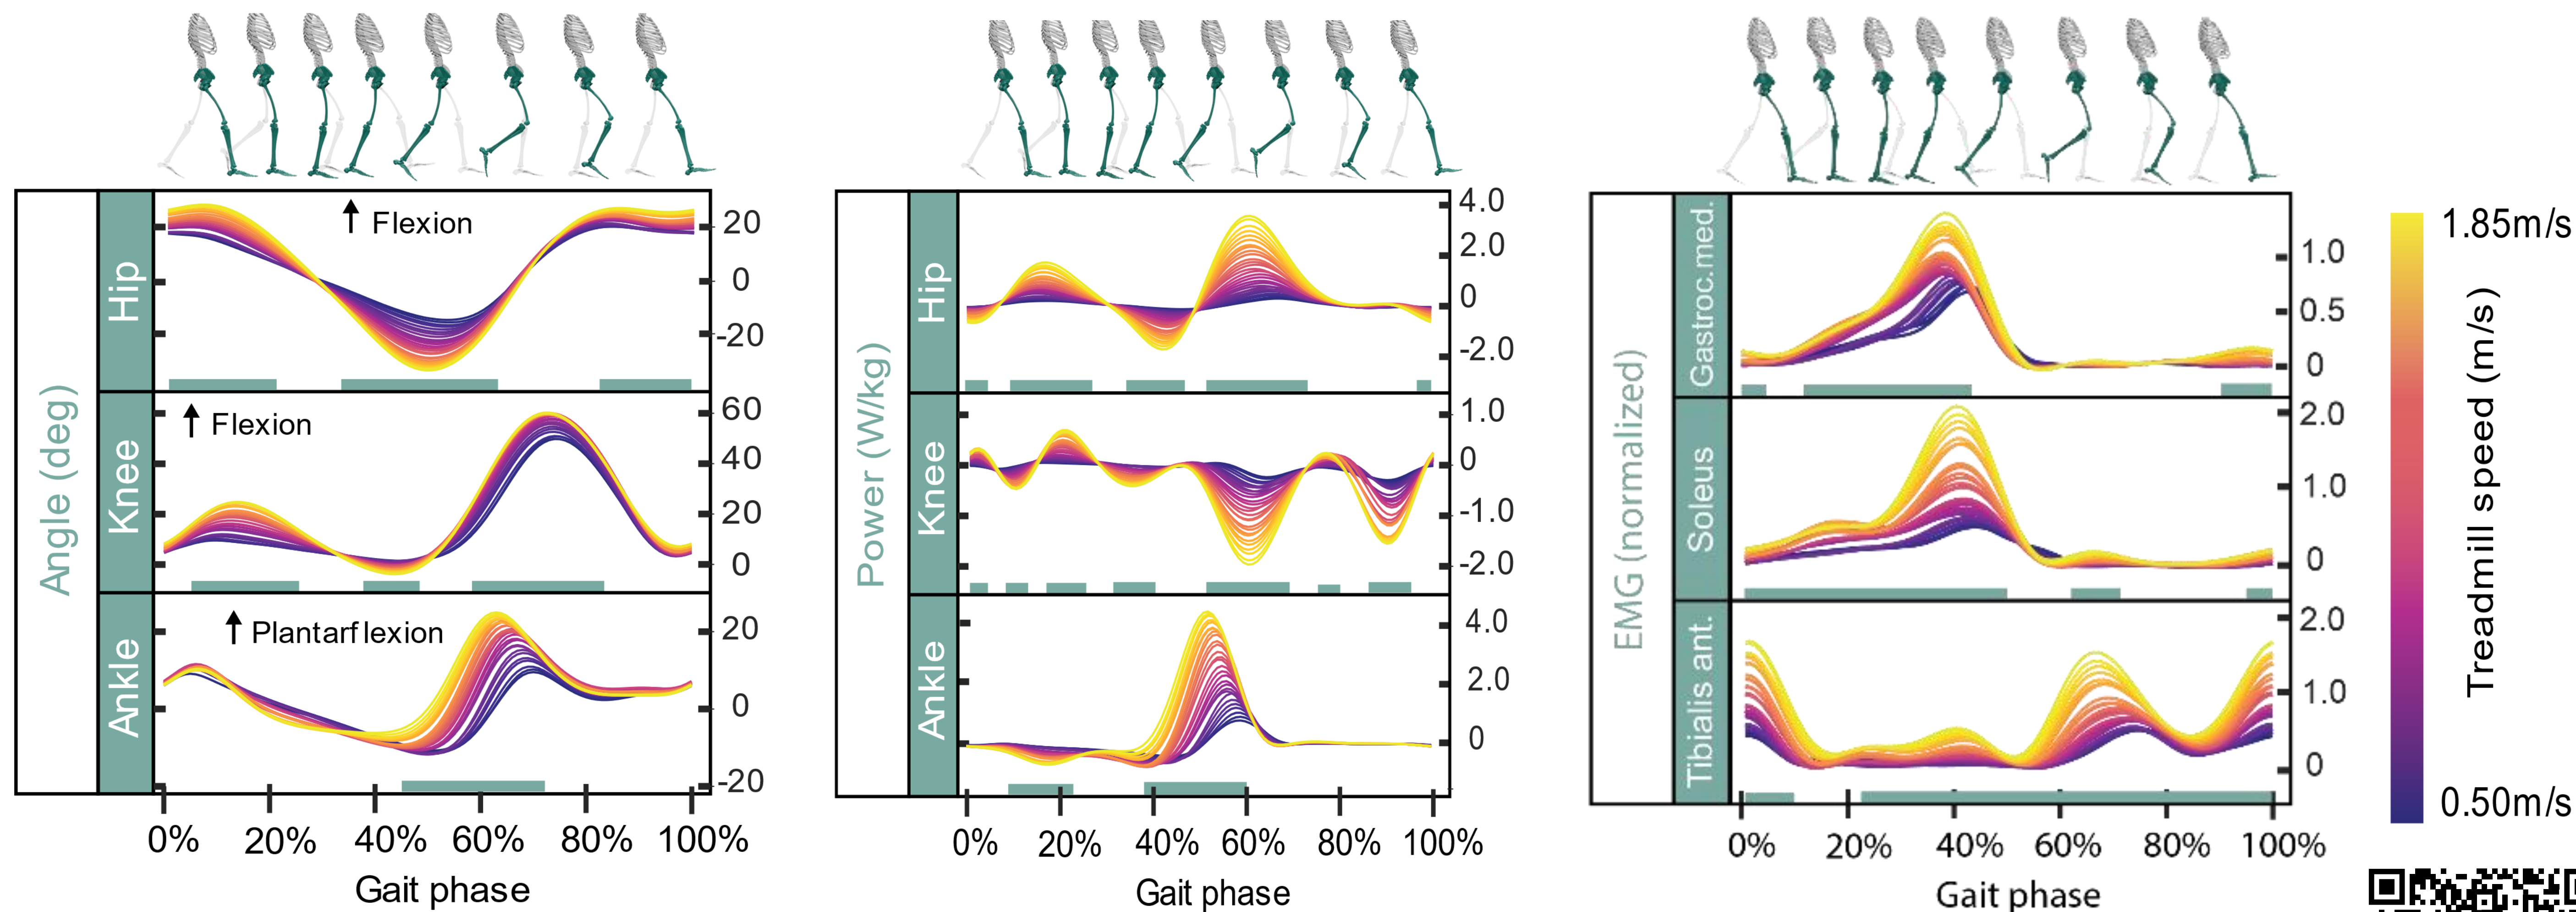 Angle (deg)
Hip
↑ Flexion
20
0
-20
Knee
↑ Flexion
60
40
20
0
Ankle
↑ Plantarflexion
20
0
-20
0% 20% 40% 60% 80% 100%
Gait phase
Power (W/kg)
Hip
4.0
2.0
0
-2.0
Knee
1.0
0
-1.0
-2.0
Ankle
4.0
2.0
0
0% 20% 40% 60% 80% 100%
Gait phase
EMG (normalized)
Gastroc.med.
1.0
0.5
0
Soleus
2.0
1.0
0
Tibialis ant.
2.0
1.0
0
0% 20% 40% 60% 80% 100%
Gait phase
1.85m/s
Treadmill speed (m/s)
0.50m/s